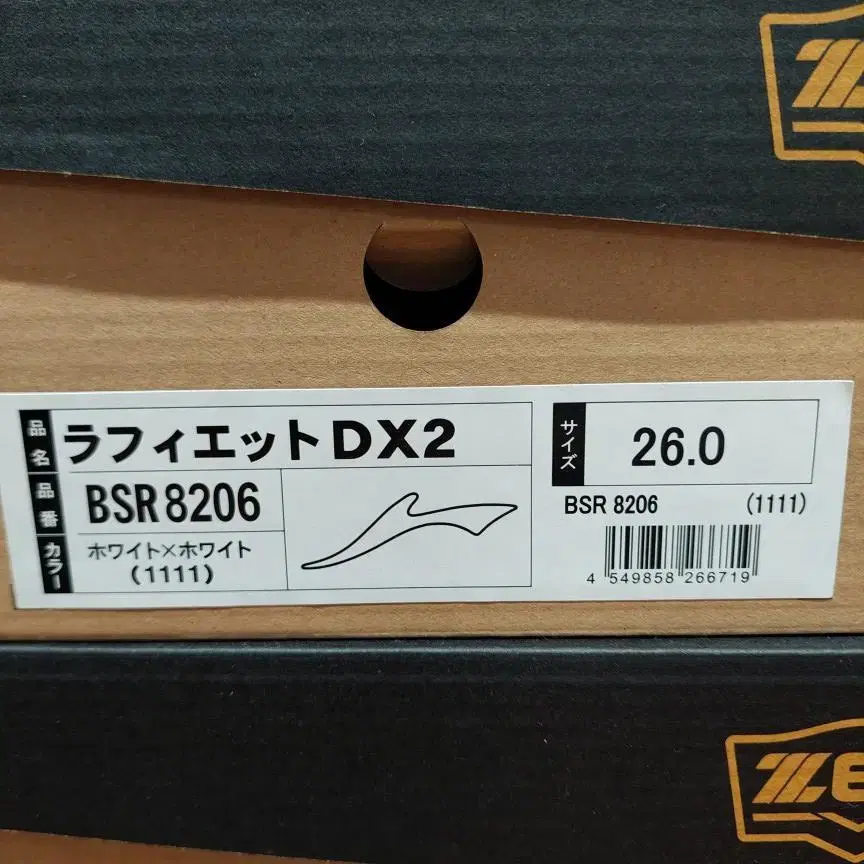 品名
ラフィエットDX2
品番
BSR8206
カラー
ホワイト×ホワイト
(1111)
サイズ
26.0
BSR 8206 (1111)
4 549858 266719